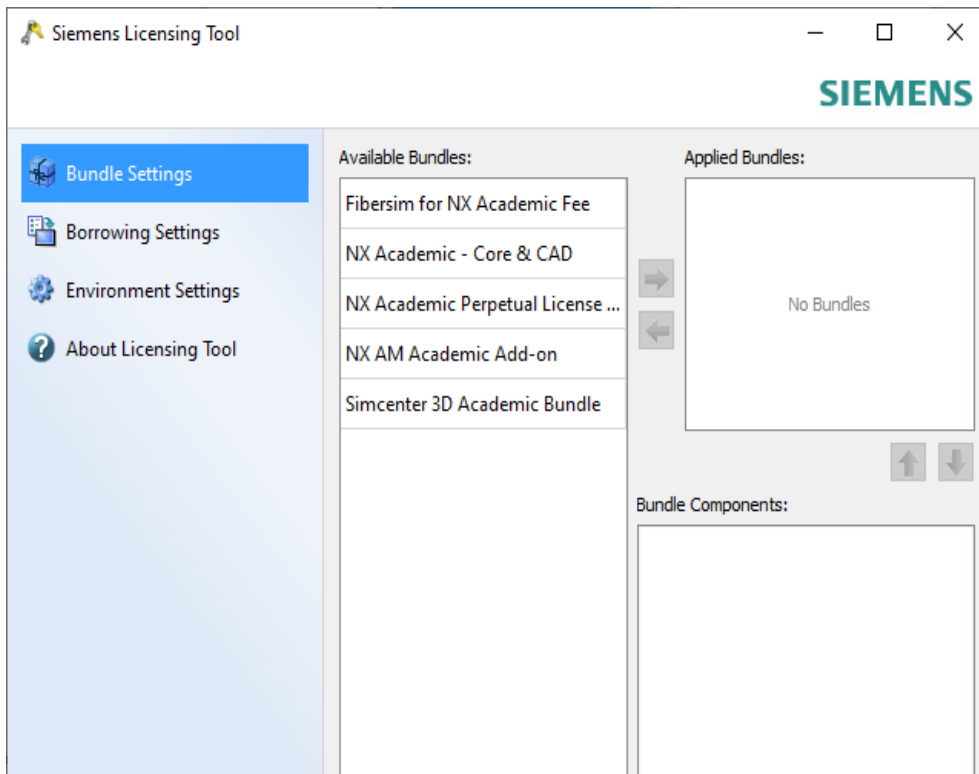 Siemens Licensing Tool
SIEMENS
Bundle Settings
Borrowing Settings
Environment Settings
About Licensing Tool
Available Bundles:
Fibersim for NX Academic Fee
NX Academic - Core & CAD
NX Academic Perpetual License ...
NX AM Academic Add-on
Simcenter 3D Academic Bundle
Applied Bundles:
No Bundles
Bundle Components: